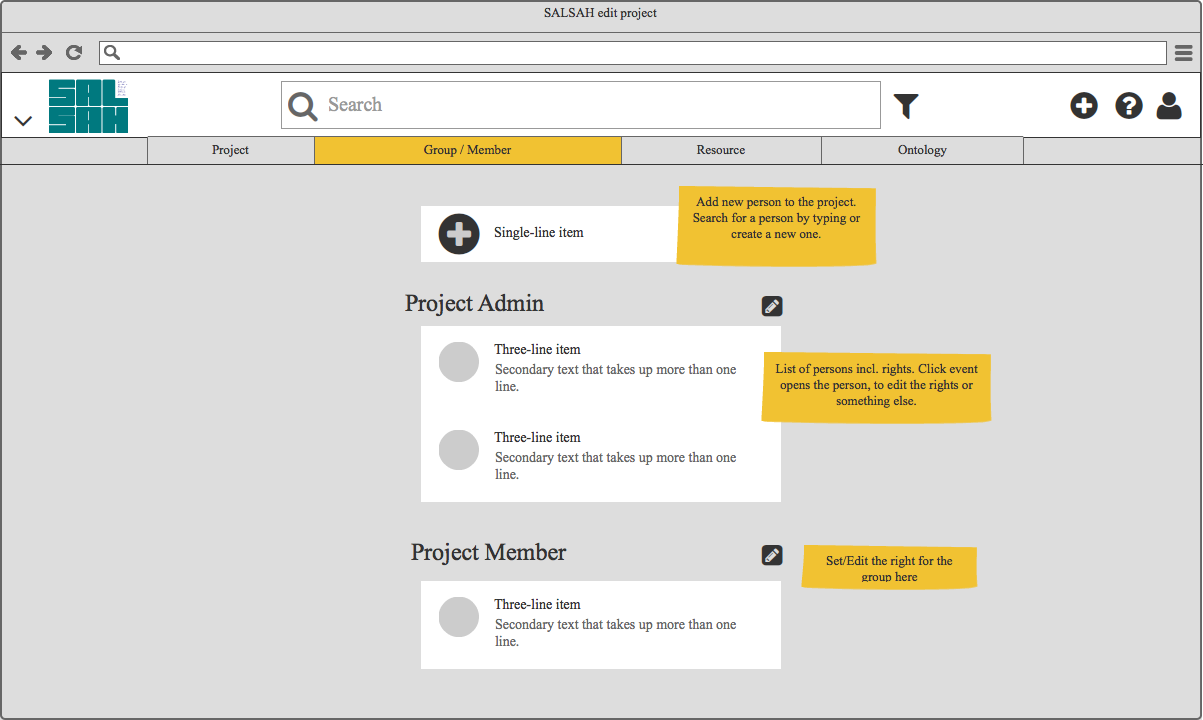 SALSAH edit project
SAL
SAH
Search
Project
Group / Member
Resource
Ontology
Add new person to the project.
Search for a person by typing or
create a new one.
Single-line item
Project Admin
Three-line item
Secondary text that takes up more than one
line.
List of persons incl. rights. Click event
opens the person, to edit the rights or
something else.
Three-line item
Secondary text that takes up more than one
line.
Project Member
Set/Edit the right for the
group here
Three-line item
Secondary text that takes up more than one
line.